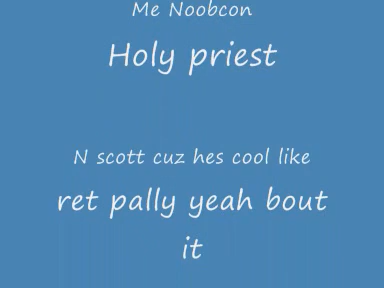 Me Noobcon
Holy priest
N scott cuz hes cool like
ret pally yeah bout
it